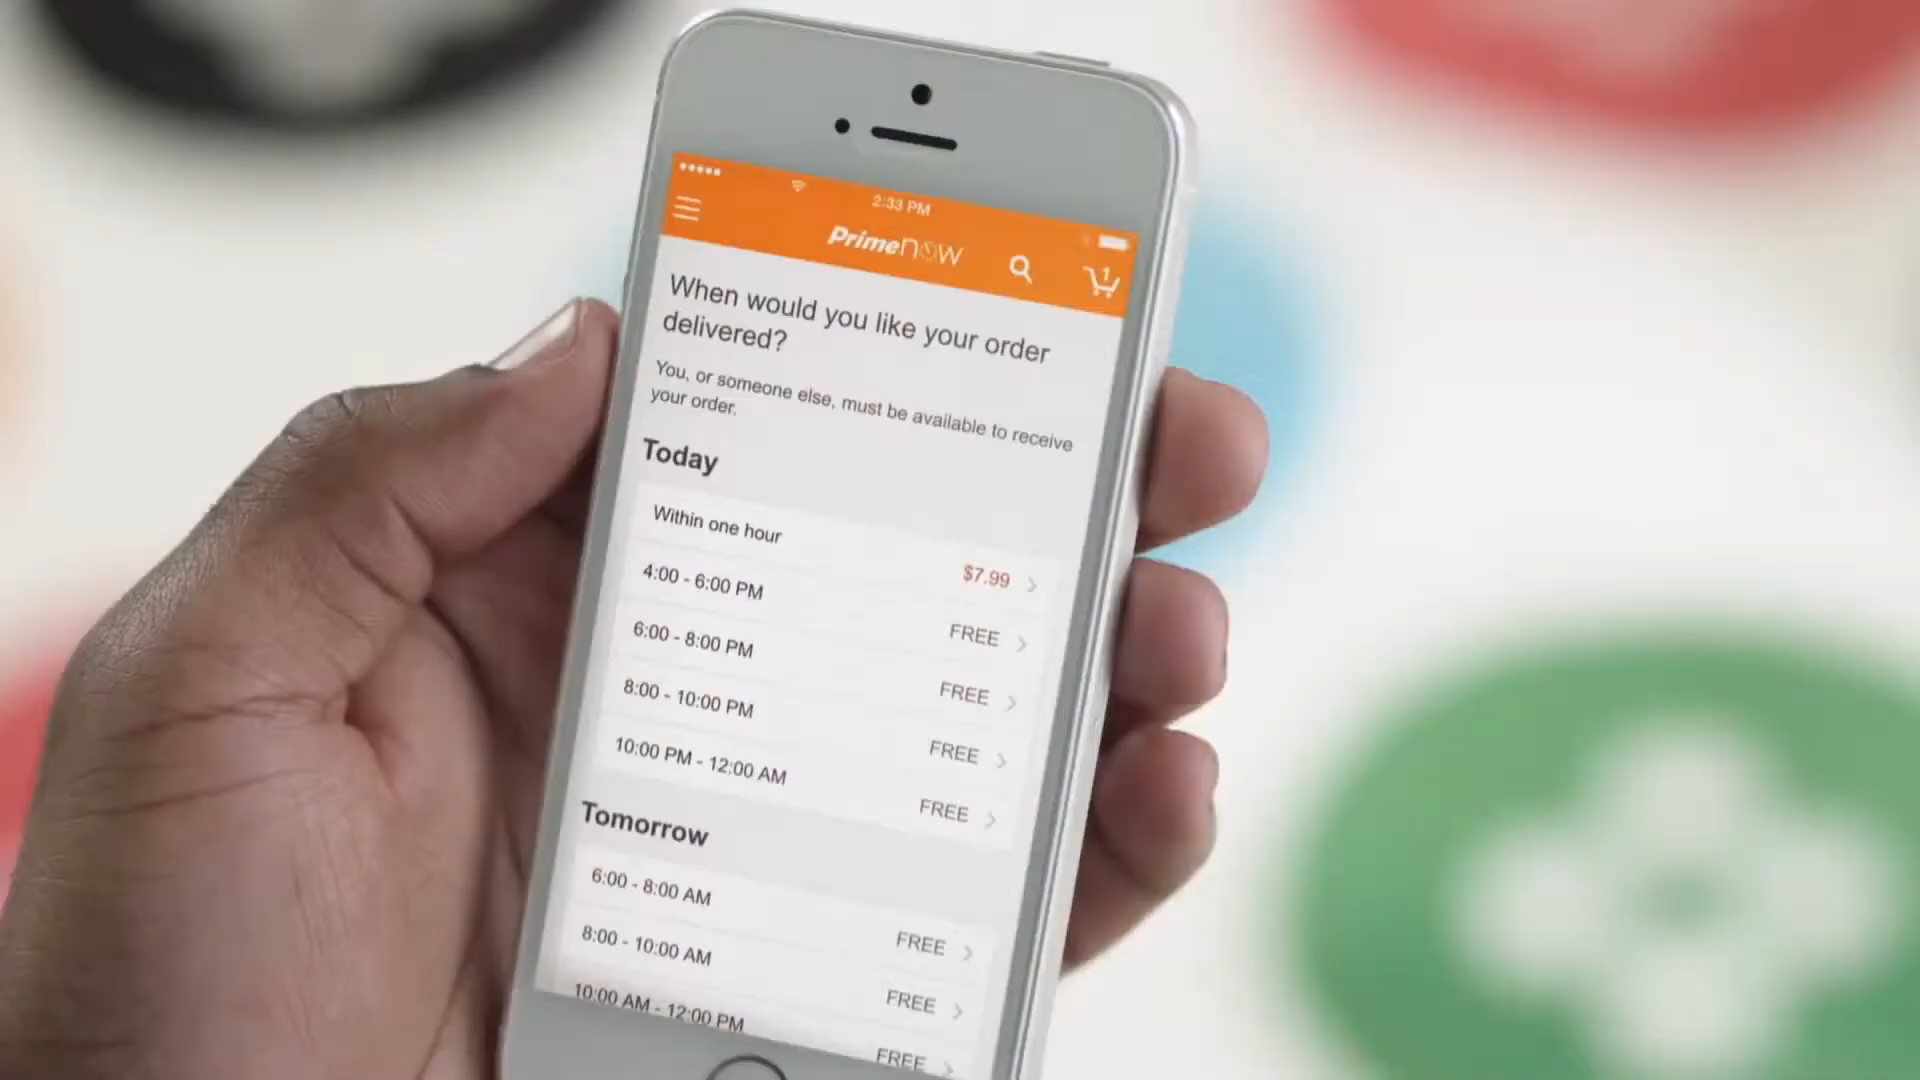 2:33 PM
Primenow
1
When would you like your order
delivered?
You, or someone else, must be available to receive
your order.
Today
Within one hour $7.99
4:00 - 6:00 PM FREE
6:00 - 8:00 PM FREE
8:00 - 10:00 PM FREE
10:00 PM - 12:00 AM FREE
Tomorrow
6:00 - 8:00 AM FREE
8:00 - 10:00 AM FREE
10:00 AM - 12:00 PM FREE